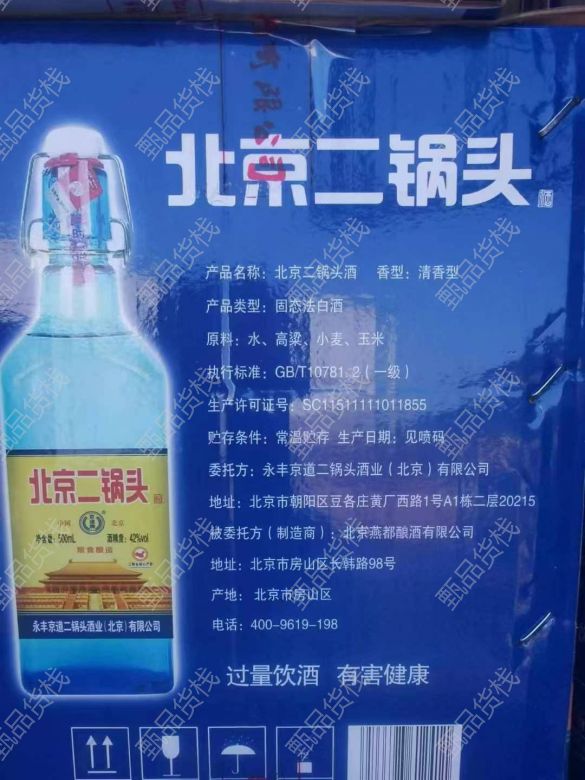 北京二锅头
产品名称：北京二锅头酒 香型：清香型
产品类型：固态法白酒
原料：水、高粱、小麦、玉米
执行标准：GB/T10781.2（一级）
生产许可证号：SC11511111011855
贮存条件：常温贮存 生产日期：见喷码
委托方：永丰京道二锅头酒业（北京）有限公司
地址：北京市朝阳区豆各庄黄厂西路1号A1栋二层20215
被委托方（制造商）：北京燕都酿酒有限公司
地址：北京市房山区长韩路98号
产地：北京市房山区
电话：400-9619-198
过量饮酒 有害健康
北京二锅头
中国 北京
净含量：500mL 酒精度：42%vol
粮食酿造
永丰京道二锅头酒业（北京）有限公司
甄品货栈